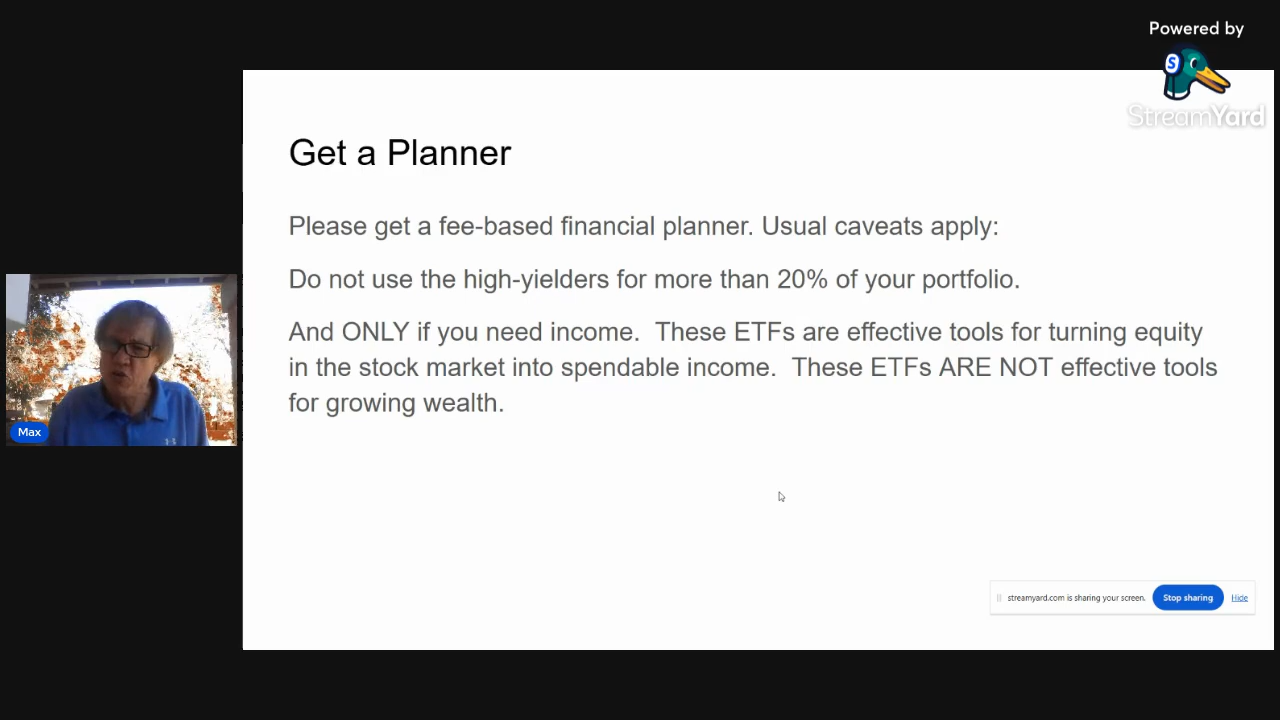 Powered by
S
StreamYard
Get a Planner
Please get a fee-based financial planner. Usual caveats apply:
Do not use the high-yielders for more than 20% of your portfolio.
And ONLY if you need income.  These ETFs are effective tools for turning equity
in the stock market into spendable income.  These ETFs ARE NOT effective tools
for growing wealth.
Max
streamyard.com is sharing your screen.
Stop sharing
Hide